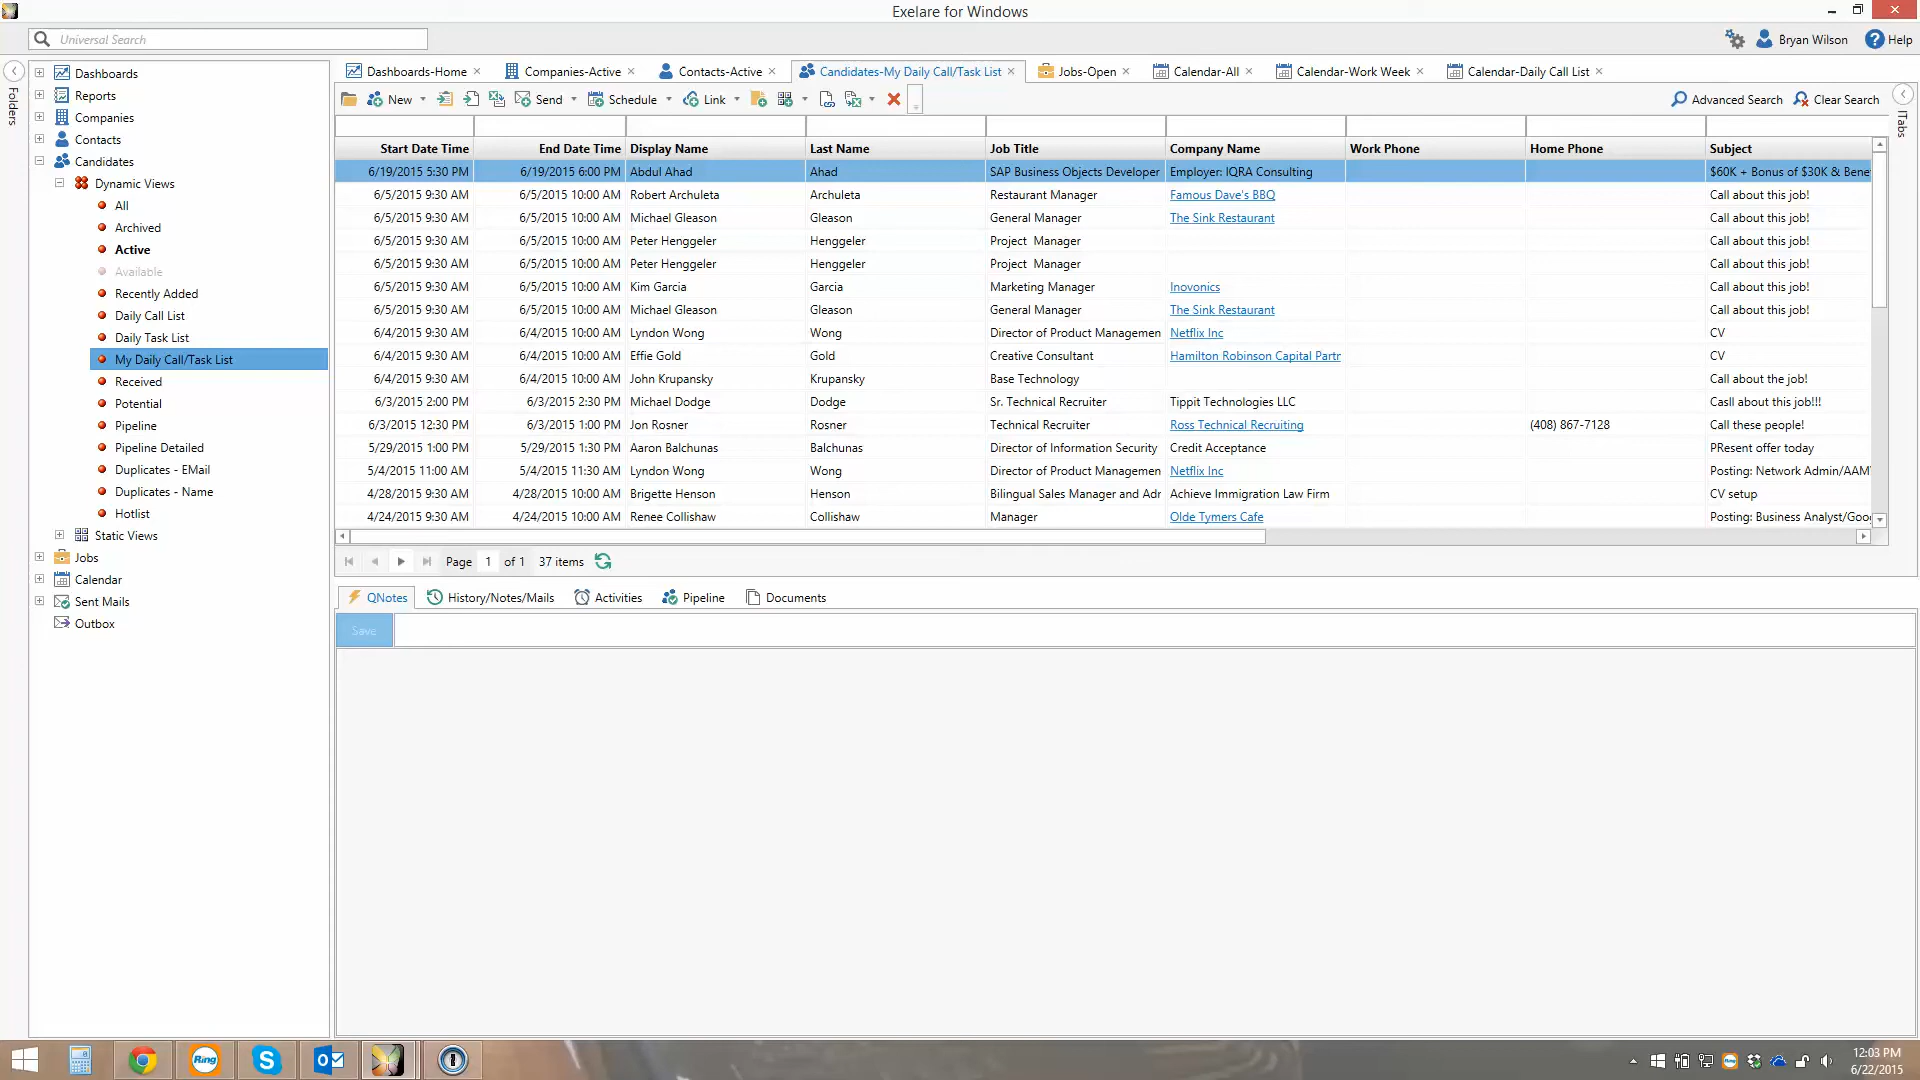 Exelare for Windows
Universal Search
Bryan Wilson
Help
Folders
Dashboards
Reports
Companies
Contacts
Candidates
Dynamic Views
All
Archived
Active
Available
Recently Added
Daily Call List
Daily Task List
My Daily Call/Task List
Received
Potential
Pipeline
Pipeline Detailed
Duplicates - EMail
Duplicates - Name
Hotlist
Static Views
Jobs
Calendar
Sent Mails
Outbox
Dashboards-Home Companies-Active Contacts-Active Candidates-My Daily Call/Task List Jobs-Open Calendar-All Calendar-Work Week Calendar-Daily Call List
New Send Schedule Link Advanced Search Clear Search
ITabs
Start Date Time End Date Time Display Name Last Name Job Title Company Name Work Phone Home Phone Subject
6/19/2015 5:30 PM 6/19/2015 6:00 PM Abdul Ahad Ahad SAP Business Objects Developer Employer: IQRA Consulting $60K + Bonus of $30K & Bene
6/5/2015 9:30 AM 6/5/2015 10:00 AM Robert Archuleta Archuleta Restaurant Manager Famous Dave's BBQ Call about this job!
6/5/2015 9:30 AM 6/5/2015 10:00 AM Michael Gleason Gleason General Manager The Sink Restaurant Call about this job!
6/5/2015 9:30 AM 6/5/2015 10:00 AM Peter Henggeler Henggeler Project Manager Call about this job!
6/5/2015 9:30 AM 6/5/2015 10:00 AM Peter Henggeler Henggeler Project Manager Call about this job!
6/5/2015 9:30 AM 6/5/2015 10:00 AM Kim Garcia Garcia Marketing Manager Inovonics Call about this job!
6/5/2015 9:30 AM 6/5/2015 10:00 AM Michael Gleason Gleason General Manager The Sink Restaurant Call about this job!
6/4/2015 9:30 AM 6/4/2015 10:00 AM Lyndon Wong Wong Director of Product Managemen Netflix Inc CV
6/4/2015 9:30 AM 6/4/2015 10:00 AM Effie Gold Gold Creative Consultant Hamilton Robinson Capital Partr CV
6/4/2015 9:30 AM 6/4/2015 10:00 AM John Krupansky Krupansky Base Technology Call about the job!
6/3/2015 2:00 PM 6/3/2015 2:30 PM Michael Dodge Dodge Sr. Technical Recruiter Tippit Technologies LLC Casll about this job!!!
6/3/2015 12:30 PM 6/3/2015 1:00 PM Jon Rosner Rosner Technical Recruiter Ross Technical Recruiting (408) 867-7128 Call these people!
5/29/2015 1:00 PM 5/29/2015 1:30 PM Aaron Balchunas Balchunas Director of Information Security Credit Acceptance PResent offer today
5/4/2015 11:00 AM 5/4/2015 11:30 AM Lyndon Wong Wong Director of Product Managemen Netflix Inc Posting: Network Admin/AAM
4/28/2015 9:30 AM 4/28/2015 10:00 AM Brigette Henson Henson Bilingual Sales Manager and Adr Achieve Immigration Law Firm CV setup
4/24/2015 9:30 AM 4/24/2015 10:00 AM Renee Collishaw Collishaw Manager Olde Tymers Cafe Posting: Business Analyst/Goo
Page 1 of 1 37 items
QNotes History/Notes/Mails Activities Pipeline Documents
Save
Ring
12:03 PM
6/22/2015